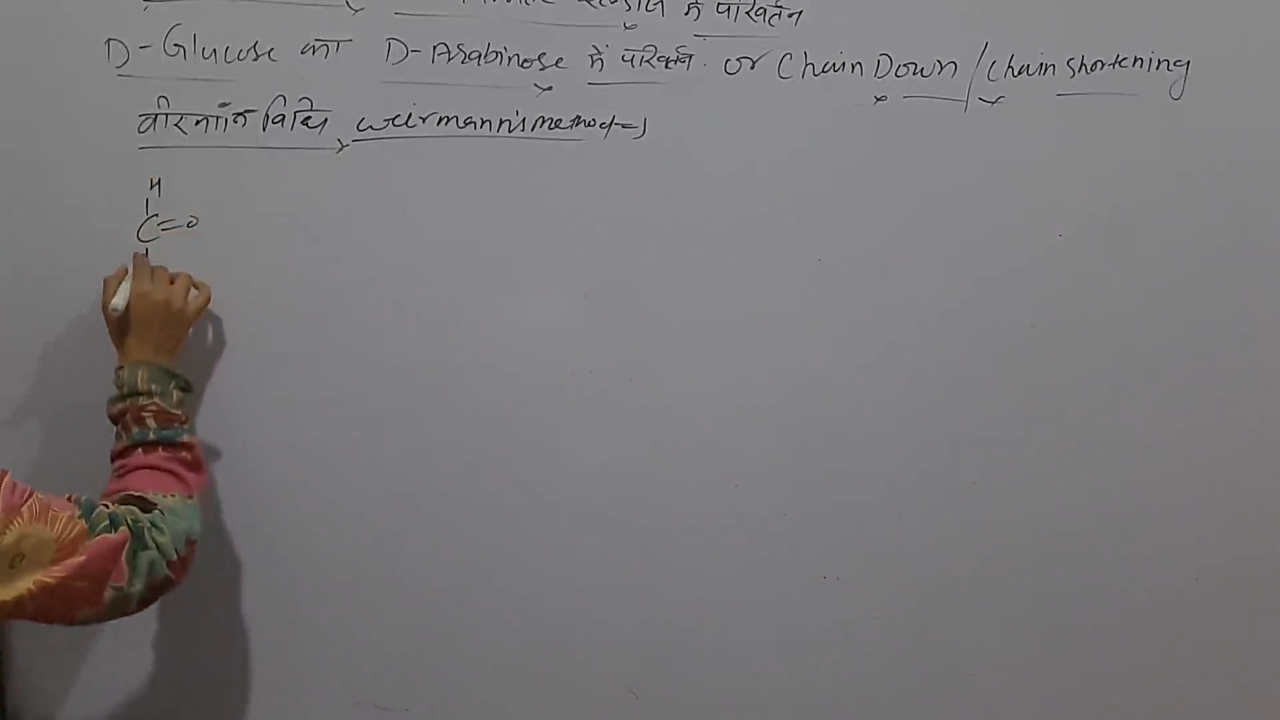 में परिवर्तन
D-Glucose का D-Arabinose में परिवर्तन. or Chain Down / Chain shortening
वीरमॉन विधि, weirmann's method =)
H
C=O